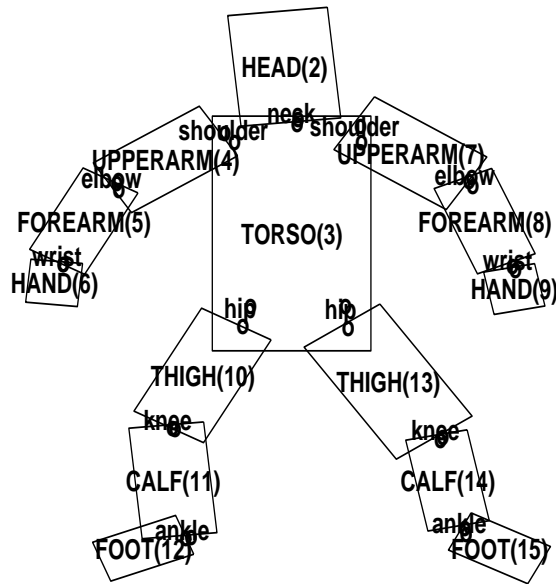 HEAD(2)
neck
shoulder
shoulder
UPPERARM(4)
UPPERARM(7)
elbow
elbow
FOREARM(5)
FOREARM(8)
TORSO(3)
wrist
wrist
HAND(6)
HAND(9)
hip
hip
THIGH(10)
THIGH(13)
knee
knee
CALF(11)
CALF(14)
ankle
ankle
FOOT(12)
FOOT(15)